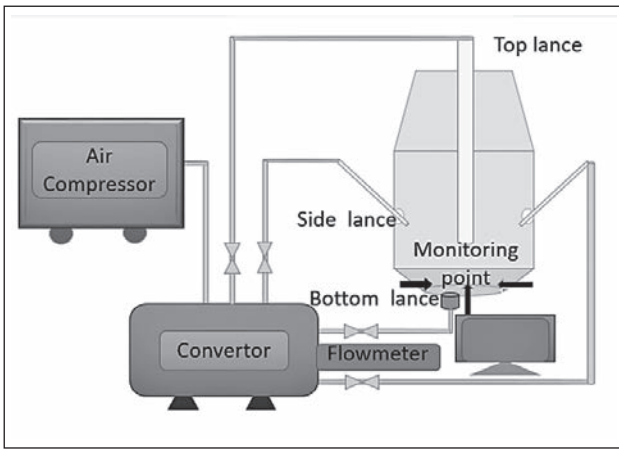 Top lance
Air
Compressor
Side lance
Monitoring
point
Bottom lance
Convertor
Flowmeter